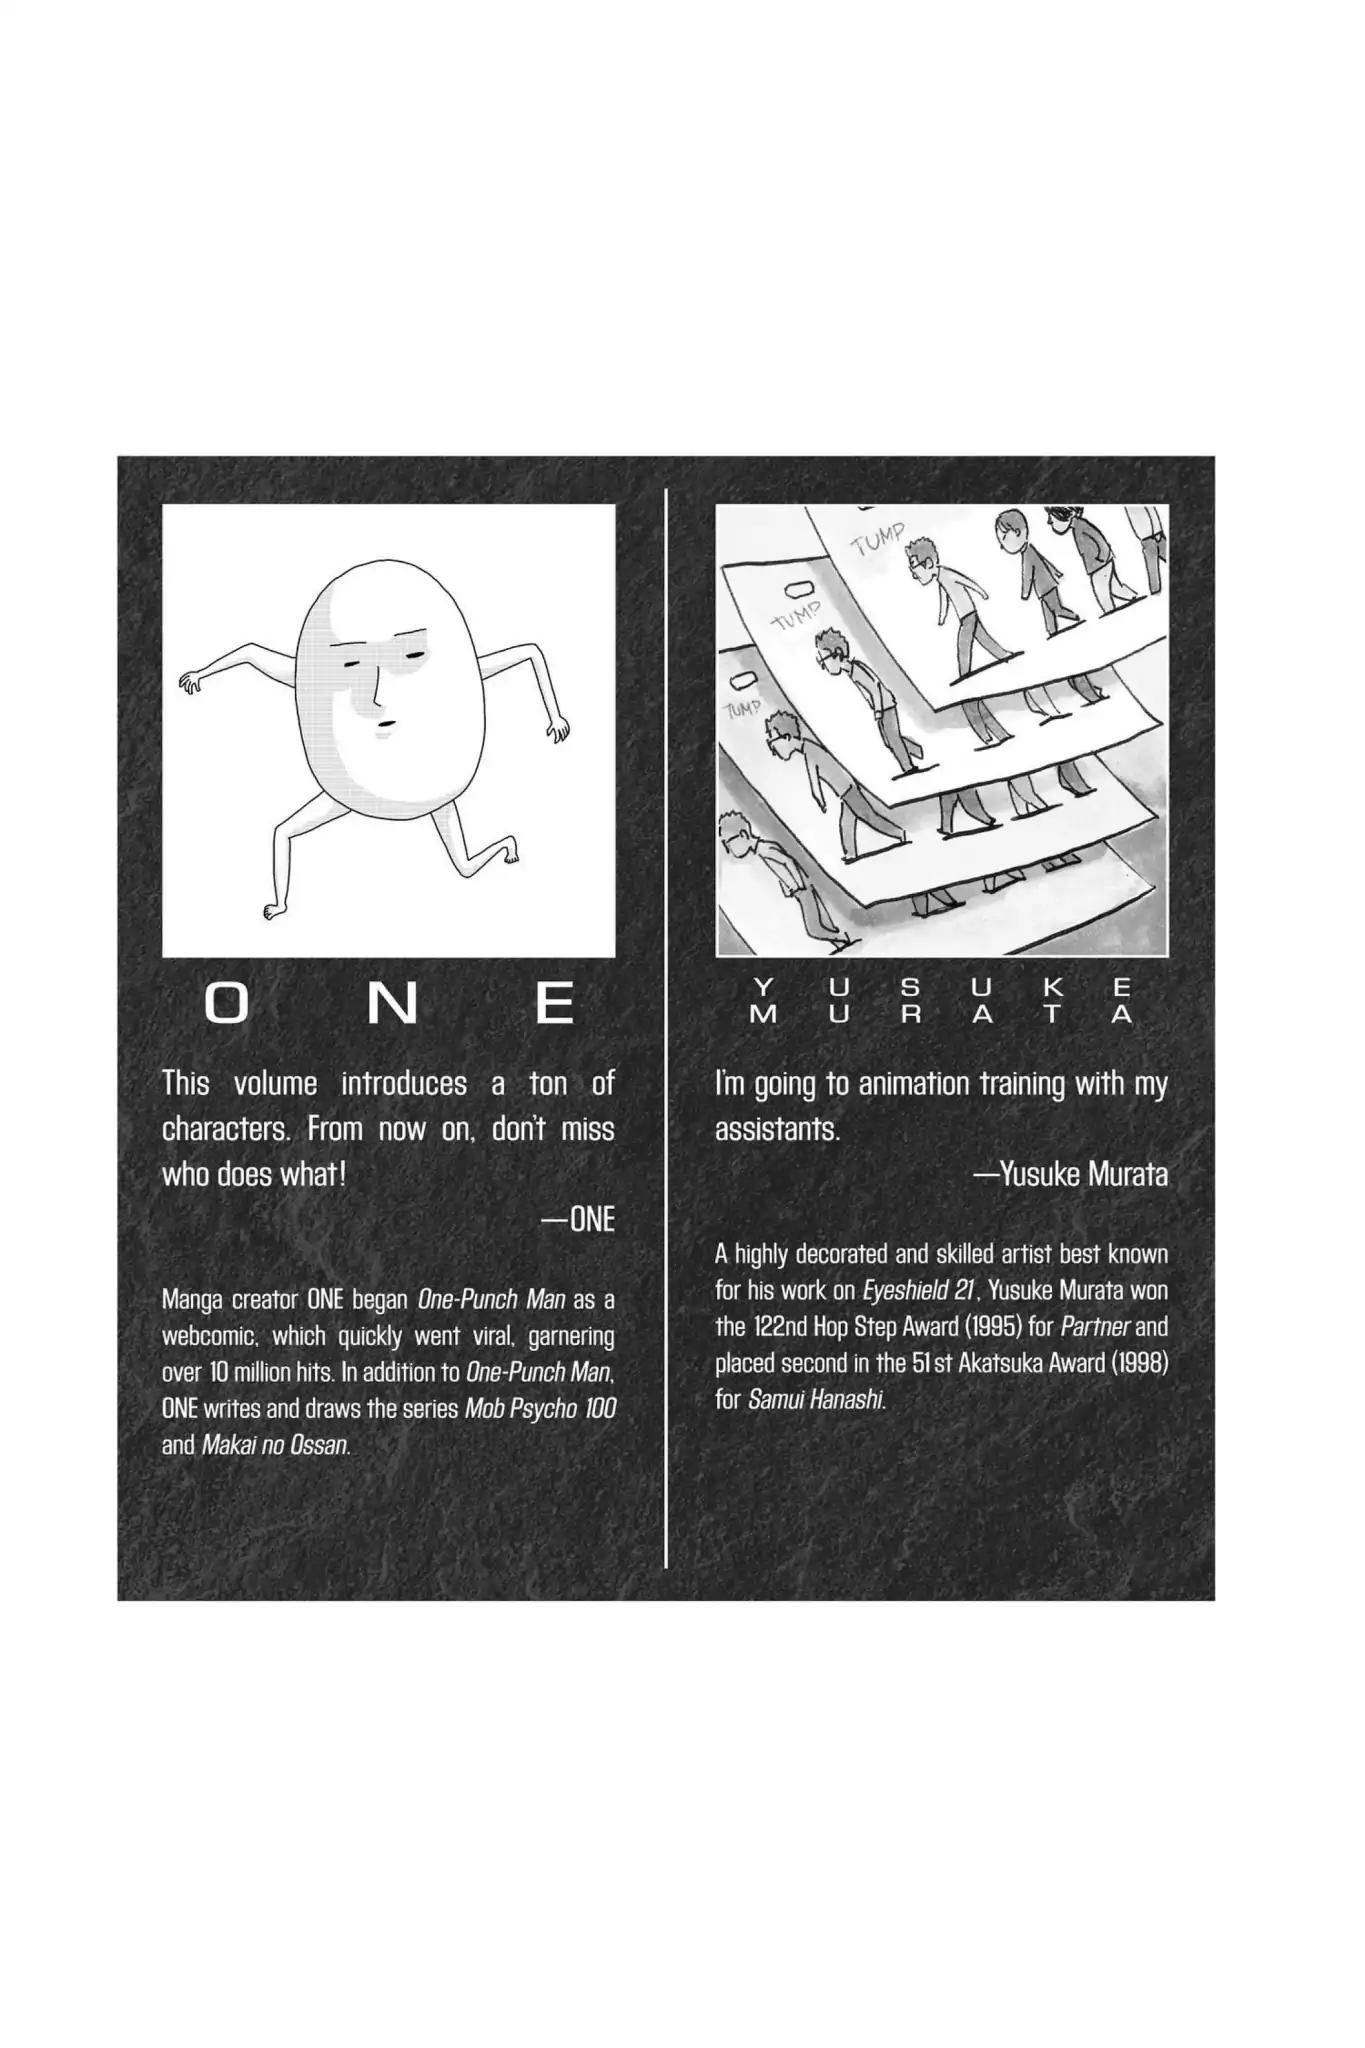 O N E
This volume introduces a ton of
characters. From now on, don't miss
who does what!
—ONE
Manga creator ONE began One-Punch Man as a
webcomic, which quickly went viral, garnering
over 10 million hits. In addition to One-Punch Man,
ONE writes and draws the series Mob Psycho 100
and Makai no Ossan.
TUMP
TUMP
TUMP
YUSUKE
MURATA
I'm going to animation training with my
assistants.
—Yusuke Murata
A highly decorated and skilled artist best known
for his work on Eyeshield 21, Yusuke Murata won
the 122nd Hop Step Award (1995) for Partner and
placed second in the 51st Akatsuka Award (1998)
for Samui Hanashi.